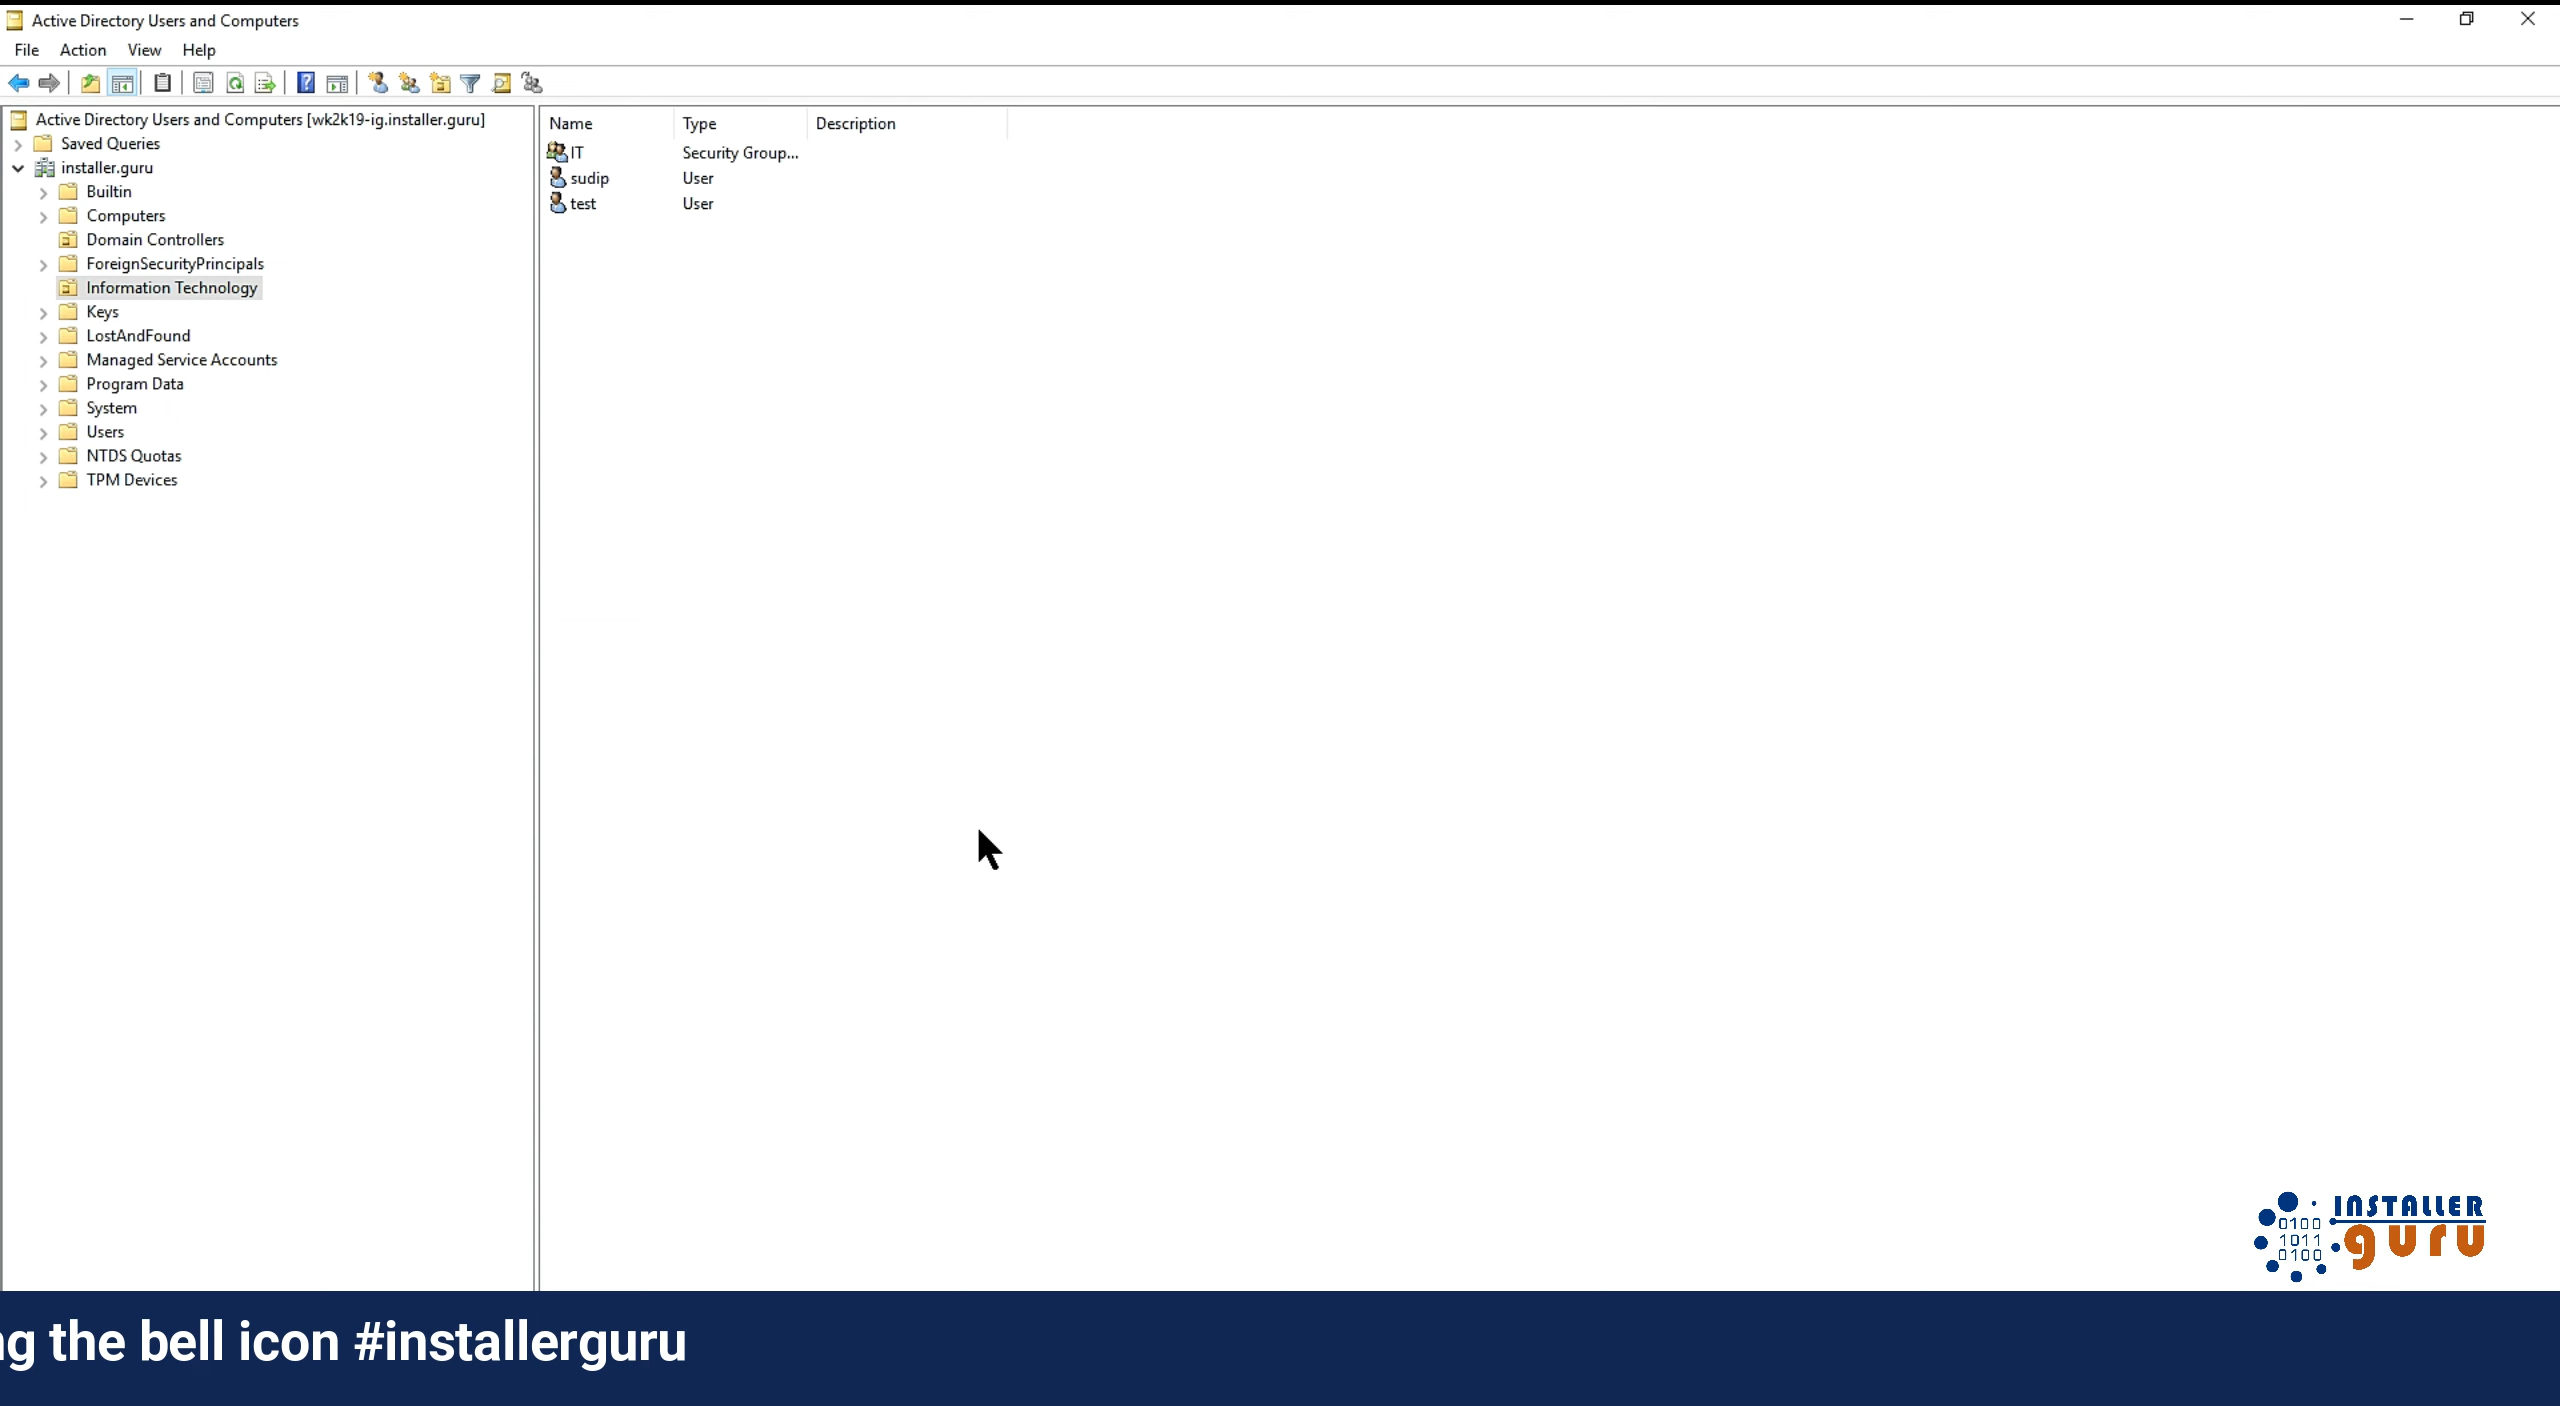 Active Directory Users and Computers
File Action View Help
Active Directory Users and Computers [wk2k19-ig.installer.guru]
Saved Queries
installer.guru
Builtin
Computers
Domain Controllers
ForeignSecurityPrincipals
Information Technology
Keys
LostAndFound
Managed Service Accounts
Program Data
System
Users
NTDS Quotas
TPM Devices
Name Type Description
IT Security Group...
sudip User
test User
INSTALLER
guru
0100
1011
0100
the bell icon #installerguru